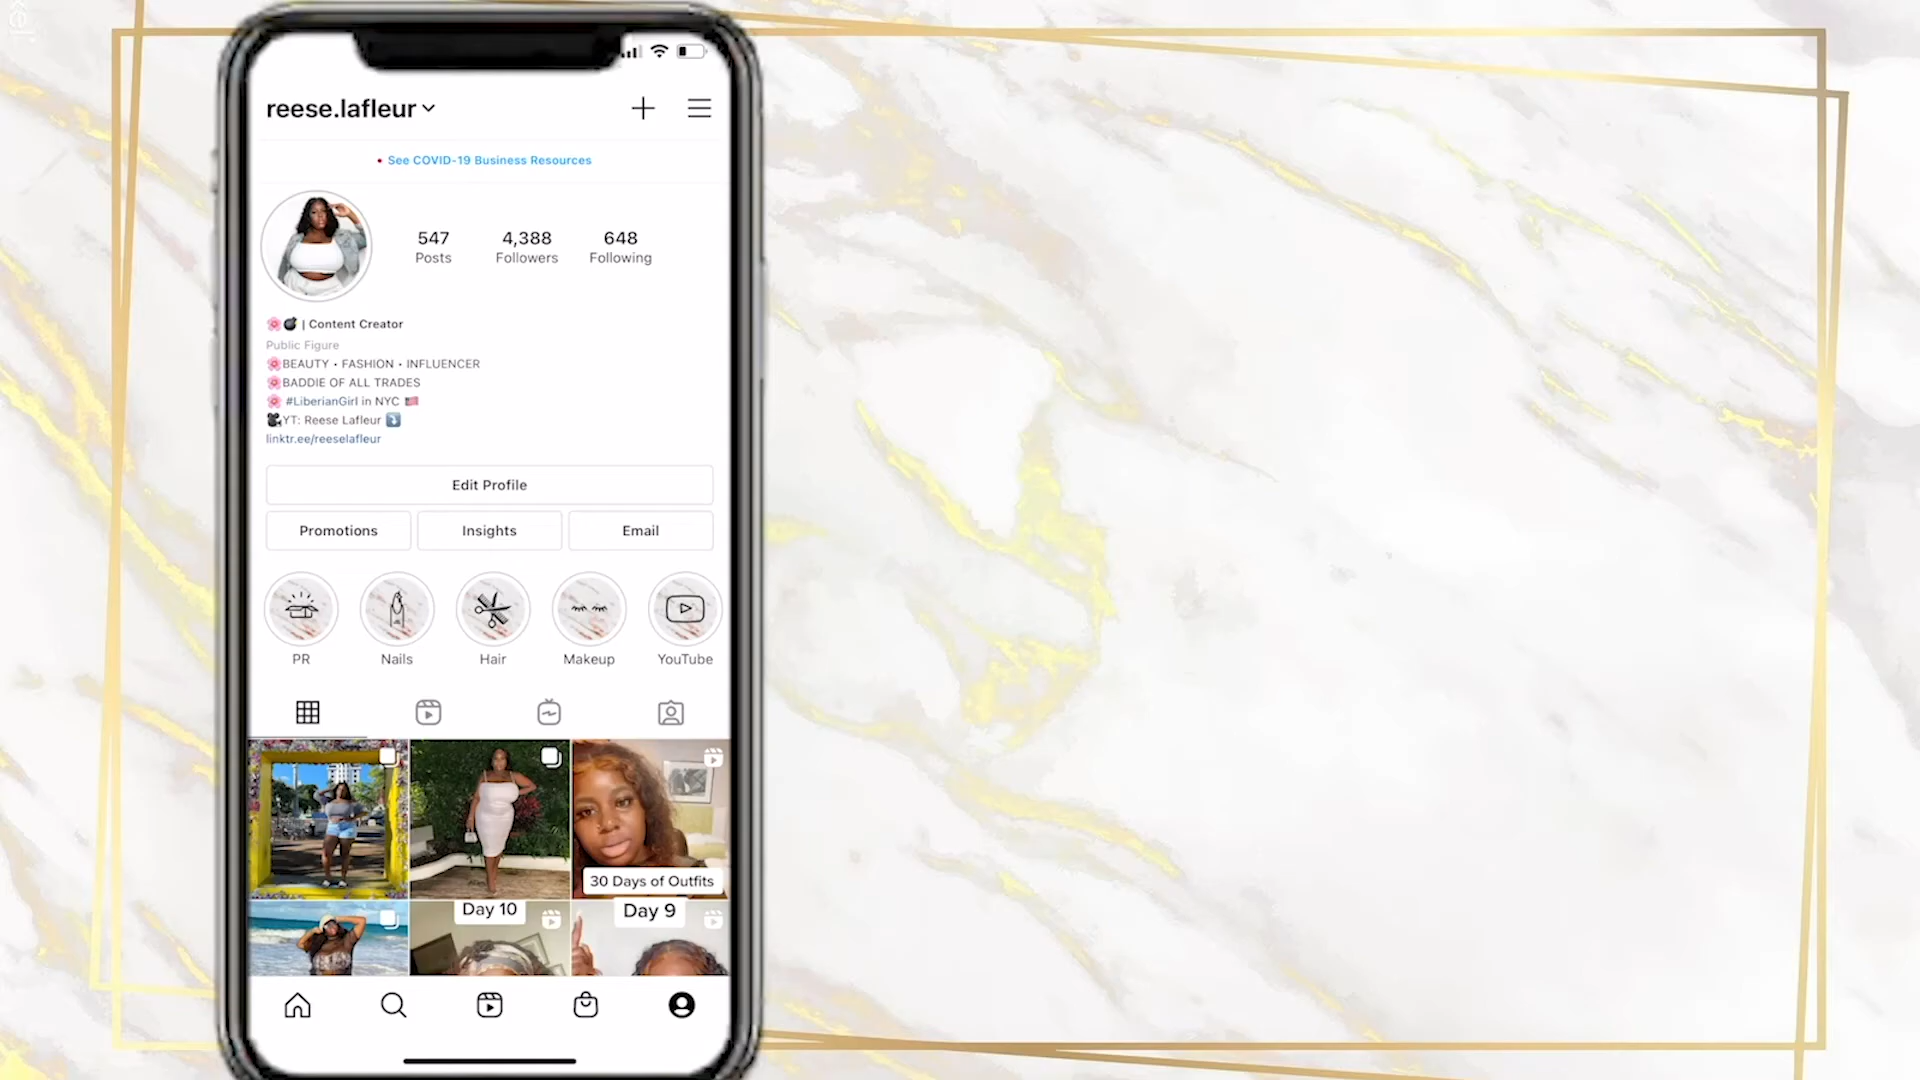 reese.lafleur
• See COVID-19 Business Resources
547 4,388 648
Posts Followers Following
| Content Creator
Public Figure
BEAUTY • FASHION • INFLUENCER
BADDIE OF ALL TRADES
#LiberianGirl in NYC
YT: Reese Lafleur
linktr.ee/reeselafleur
Edit Profile
Promotions Insights Email
PR Nails Hair Makeup YouTube
30 Days of Outfits
Day 10 Day 9